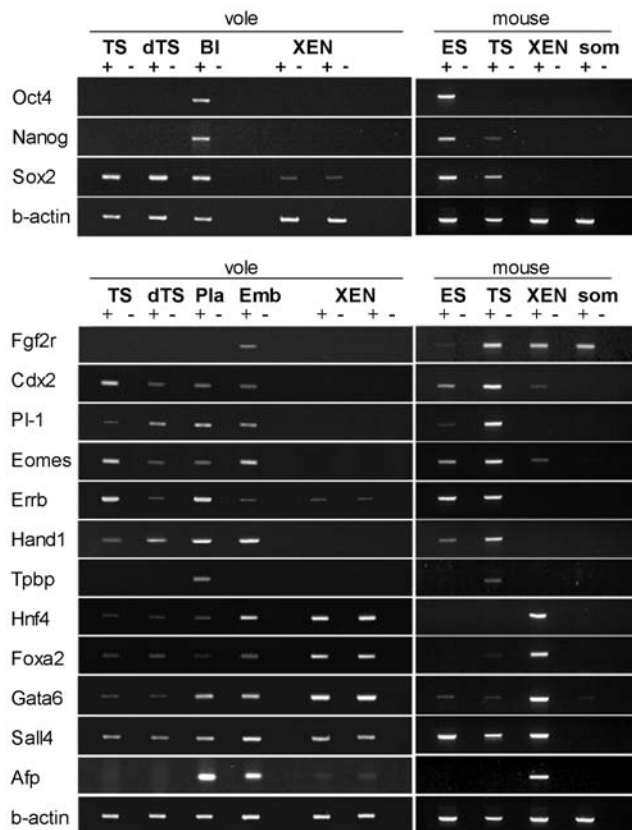 vole mouse
TS dTS Bl XEN ES TS XEN som
+ - + - + - + - + - + - + - + - + -
Oct4
Nanog
Sox2
b-actin
vole mouse
TS dTS Pla Emb XEN ES TS XEN som
+ - + - + - + - + - + - + - + - + - + -
Fgf2r
Cdx2
Pl-1
Eomes
Errb
Hand1
Tpbp
Hnf4
Foxa2
Gata6
Sall4
Afp
b-actin